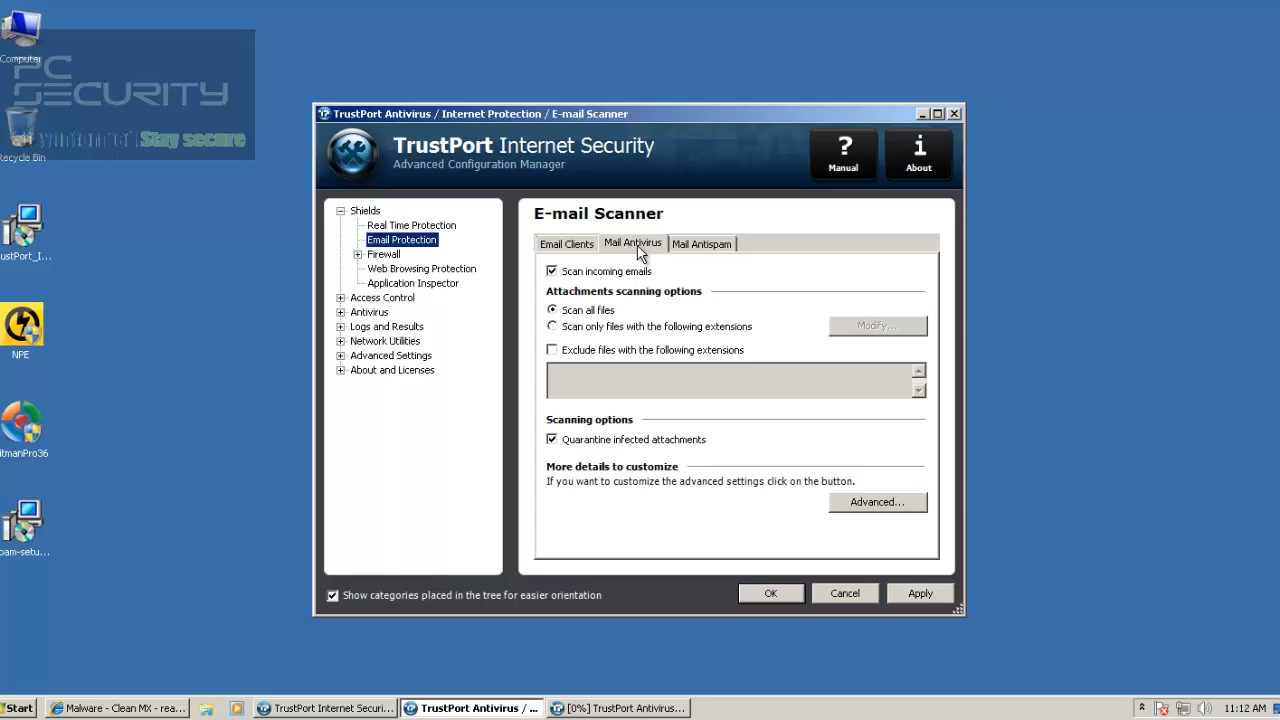 Computer
PC
SECURITY
Stay secure
Recycle Bin
TrustPort Antivirus / Internet Protection / E-mail Scanner
TrustPort Internet Security
Advanced Configuration Manager
?
Manual
i
About
Shields
Real Time Protection
Email Protection
Firewall
Web Browsing Protection
Application Inspector
Access Control
Antivirus
Logs and Results
Network Utilities
Advanced Settings
About and Licenses
E-mail Scanner
Email Clients
Mail Antivirus
Mail Antispam
Scan incoming emails
Attachments scanning options
Scan all files
Scan only files with the following extensions
Modify...
Exclude files with the following extensions
Scanning options
Quarantine infected attachments
More details to customize
If you want to customize the advanced settings click on the button.
Advanced...
Show categories placed in the tree for easier orientation
OK
Cancel
Apply
rustPort_I...
NPE
itmanPro36
oam-setu...
Start
Malware - Clean MX - rea...
TrustPort Internet Securi...
TrustPort Antivirus / ...
[0%] TrustPort Antivirus...
11:12 AM